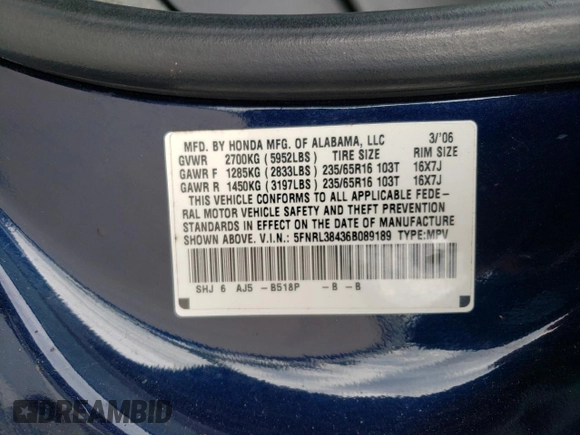 MFD. BY HONDA MFG. OF ALABAMA, LLC 3/'06
GVWR 2700KG (5952LBS) TIRE SIZE RIM SIZE
GAWR F 1285KG (2833LBS) 235/65R16 103T 16X7J
GAWR R 1450KG (3197LBS) 235/65R16 103T 16X7J
THIS VEHICLE CONFORMS TO ALL APPLICABLE FEDE-
RAL MOTOR VEHICLE SAFETY AND THEFT PREVENTION
STANDARDS IN EFFECT ON THE DATE OF MANUFACTURE
SHOWN ABOVE. V.I.N.: 5FNRL38436B089189 TYPE:MPV
SHJ 6 AJ5 -B518P -B -B
DREAMBID